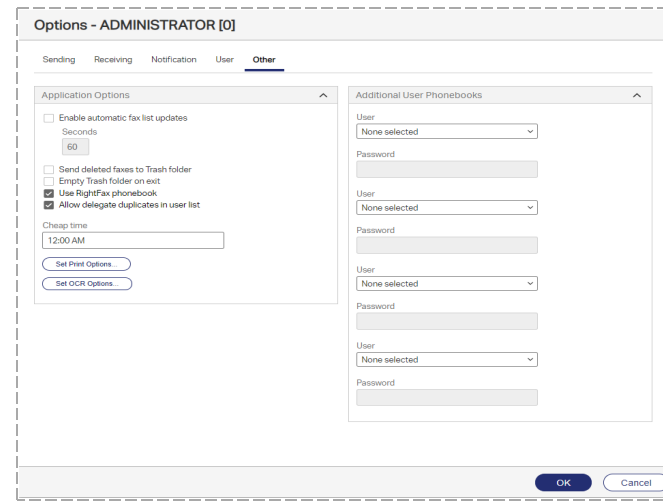 Options - ADMINISTRATOR [0]
Sending Receiving Notification User Other
Application Options
Enable automatic fax list updates
Seconds
60
Send deleted faxes to Trash folder
Empty Trash folder on exit
Use RightFax phonebook
Allow delegate duplicates in user list
Cheap time
12:00 AM
Set Print Options...
Set OCR Options...
Additional User Phonebooks
User
None selected
Password
User
None selected
Password
User
None selected
Password
User
None selected
Password
OK Cancel